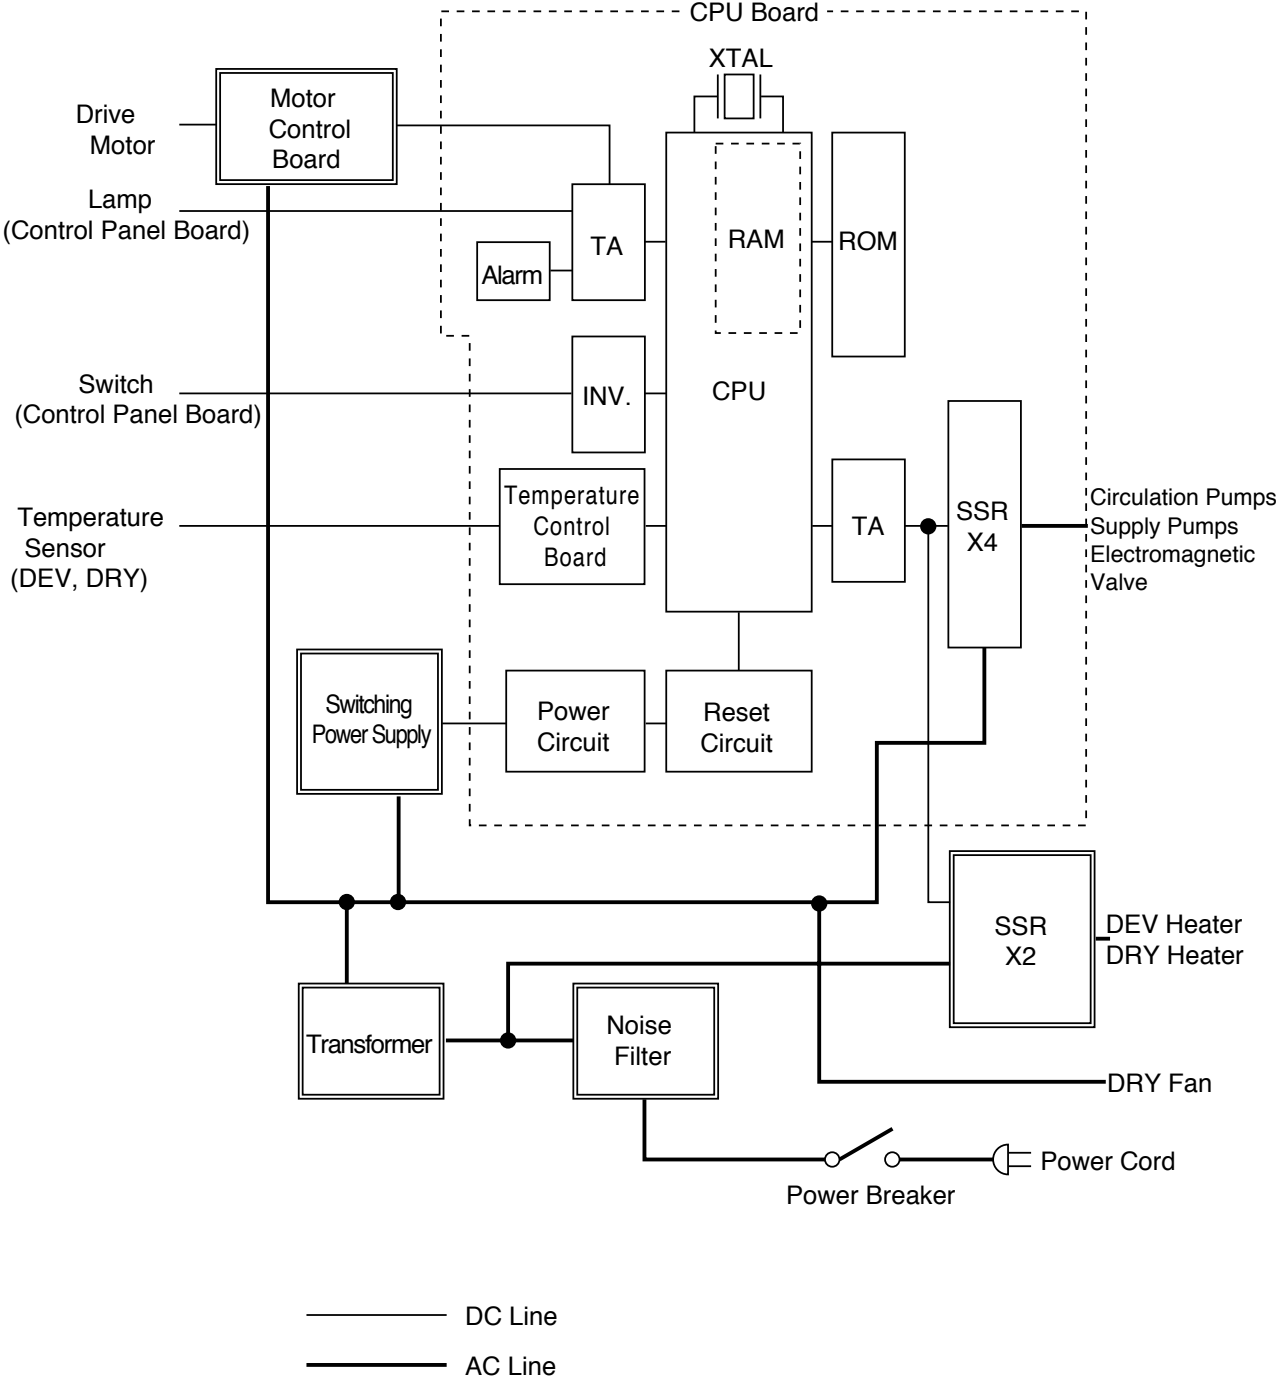 CPU Board
XTAL
Motor
Control
Board
Drive
Motor
Lamp
(Control Panel Board)
TA
Alarm
RAM
ROM
Switch
(Control Panel Board)
INV.
CPU
Temperature
Sensor
(DEV, DRY)
Temperature
Control
Board
TA
SSR
X4
Circulation Pumps
Supply Pumps
Electromagnetic
Valve
Switching
Power Supply
Power
Circuit
Reset
Circuit
SSR
X2
DEV Heater
DRY Heater
Transformer
Noise
Filter
DRY Fan
Power Cord
Power Breaker
DC Line
AC Line